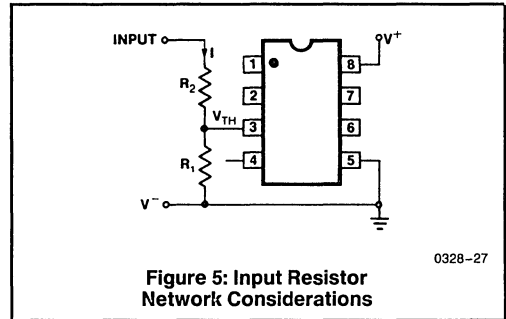 INPUT
I
V+
R2
VTH
R1
V−
1
2
3
4
8
7
6
5
0328–27
Figure 5: Input Resistor
Network Considerations